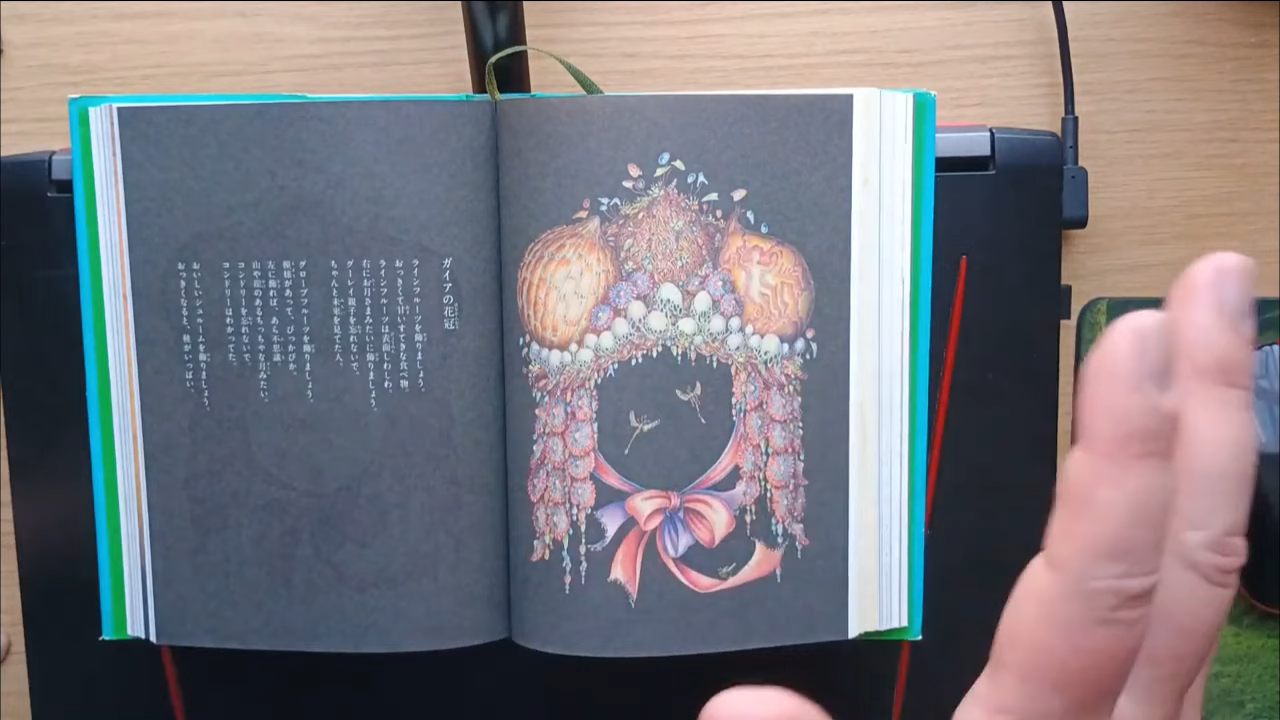 ガイアの花冠
ラインフルーツを飾りましょう。
おっきくて甘いすてきな食べ物。
ラインフルーツは表面しわしわ。
右にお日さまみたいに飾りましょう。
グーレイ親子を忘れないで。
ちゃんと未来を見てた人。
グローブフルーツを飾りましょう。
模様があって、ぴっかぴか。
左に飾れば、あら不思議。
山や崖のあるちっちゃな月みたい。
コンドリーを忘れないで。
コンドリーはわかってた。
おいしいシュルームを飾りましょう。
おっきくなると、枝がいっぱい。